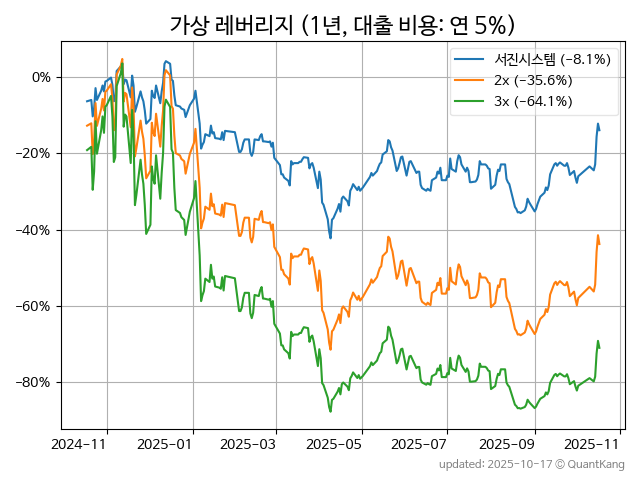 가상 레버리지 (1년, 대출 비용: 연 5%)
서진시스템 (−8.1%)
2x (−35.6%)
3x (−64.1%)
0%
−20%
−40%
−60%
−80%
2024-11 2025-01 2025-03 2025-05 2025-07 2025-09 2025-11
updated: 2025-10-17 © QuantKang